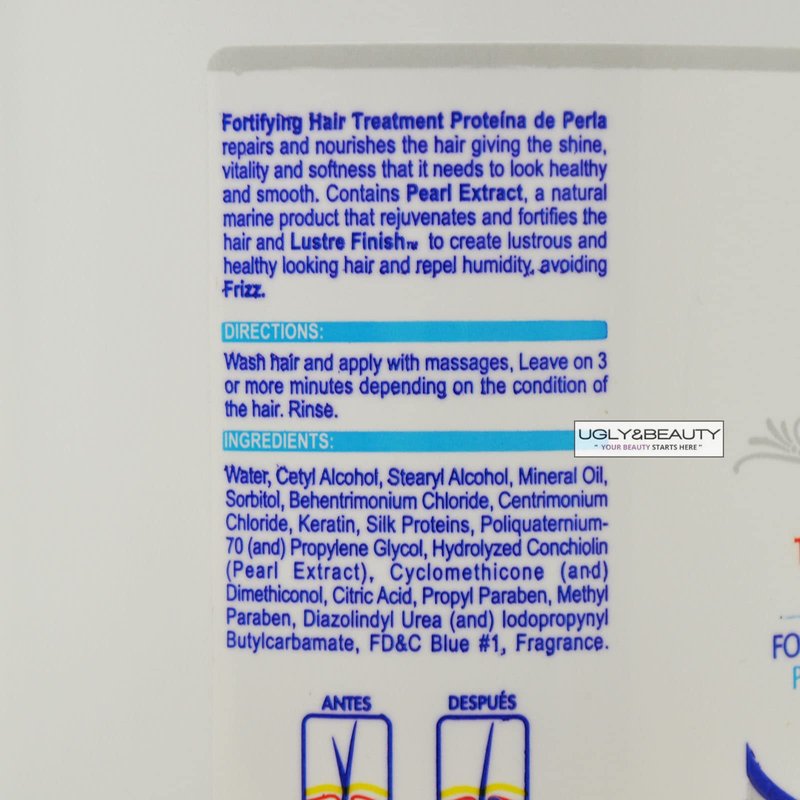 Fortifying Hair Treatment Proteína de Perla
repairs and nourishes the hair giving the shine,
vitality and softness that it needs to look healthy
and smooth. Contains Pearl Extract, a natural
marine product that rejuvenates and fortifies the
hair and Lustre Finish™ to create lustrous and
healthy looking hair and repel humidity, avoiding
Frizz.
DIRECTIONS:
Wash hair and apply with massages, Leave on 3
or more minutes depending on the condition of
the hair. Rinse.
INGREDIENTS:
UGLY&BEAUTY
"YOUR BEAUTY STARTS HERE"
Water, Cetyl Alcohol, Stearyl Alcohol, Mineral Oil,
Sorbitol, Behentrimonium Chloride, Centrimonium
Chloride, Keratin, Silk Proteins, Poliquaternium-
70 (and) Propylene Glycol, Hydrolyzed Conchiolin
(Pearl Extract), Cyclomethicone (and)
Dimethiconol, Citric Acid, Propyl Paraben, Methyl
Paraben, Diazolindyl Urea (and) Iodopropynyl
Butylcarbamate, FD&C Blue #1, Fragrance.
ANTES
DESPUÉS
FO